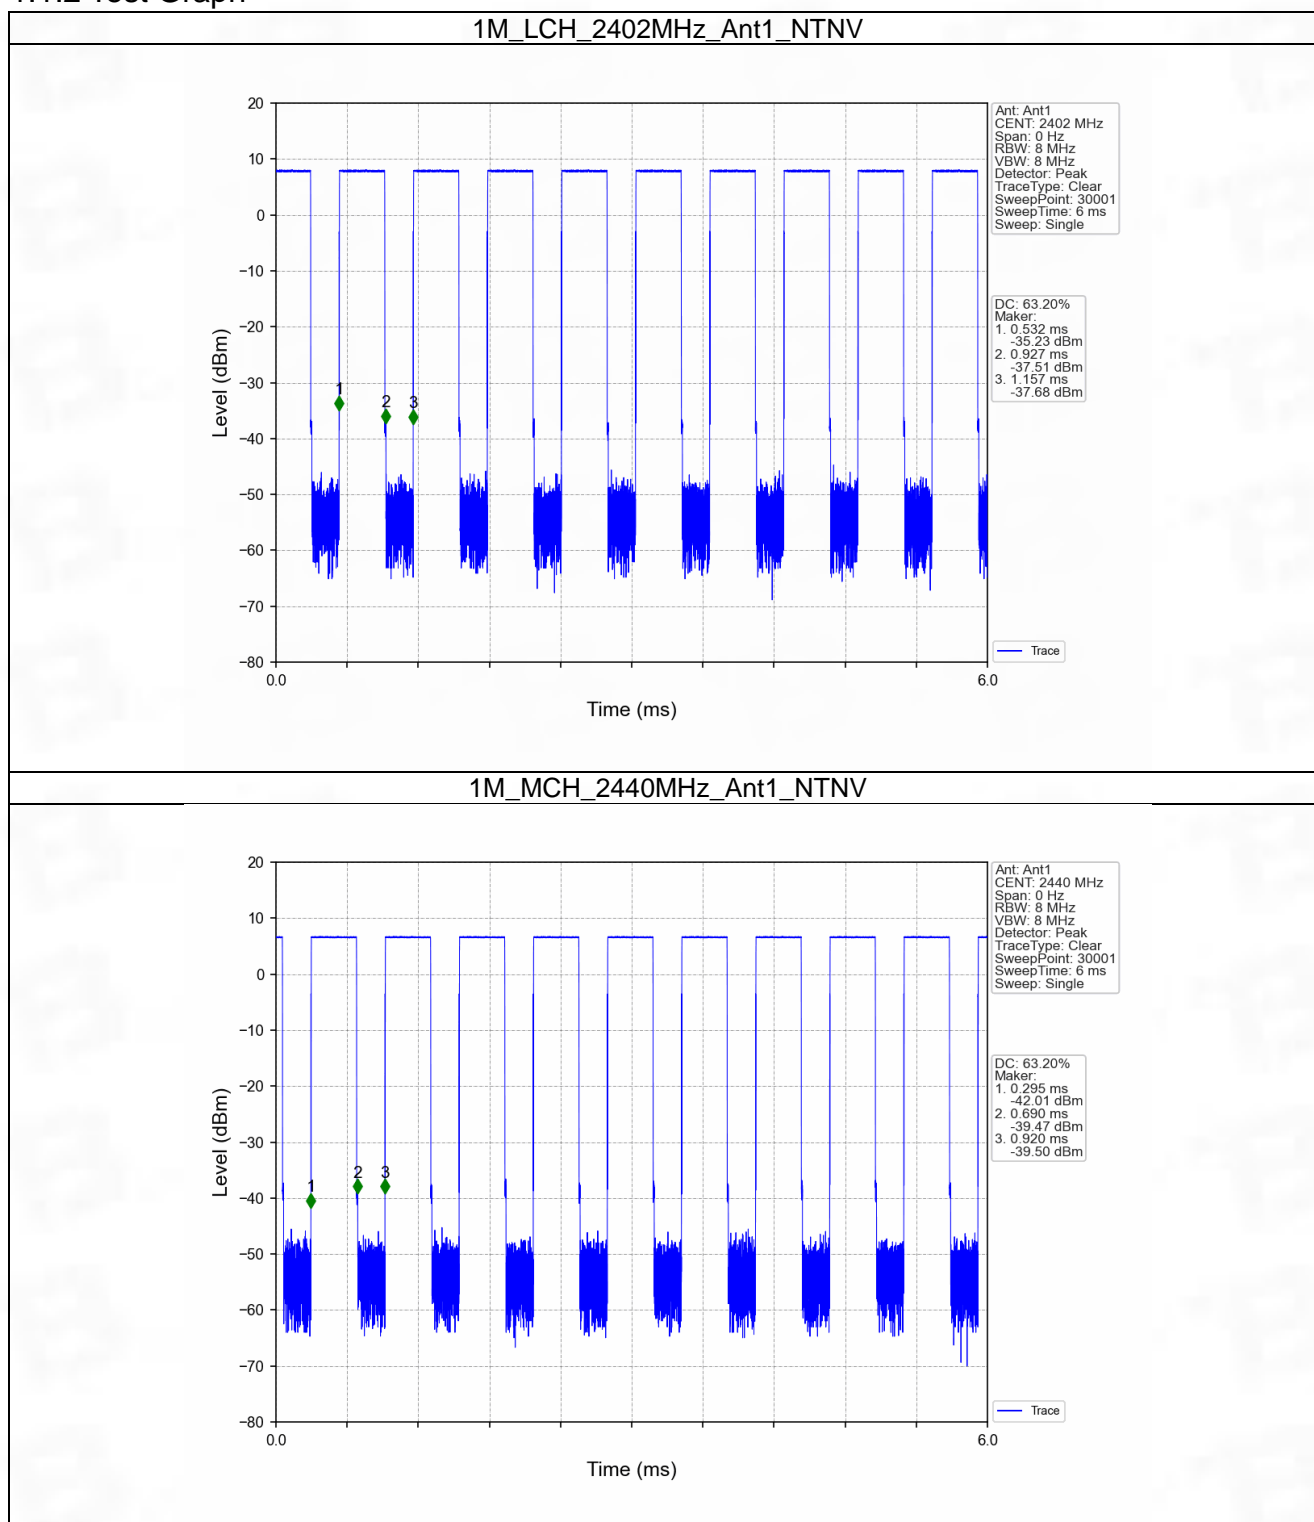 1M_LCH_2402MHz_Ant1_NTNV
20
10
0
−10
−20
−30
−40
−50
−60
−70
−80
Level (dBm)
1
2
3
0.0
6.0
Time (ms)
Ant: Ant1
CENT: 2402 MHz
Span: 0 Hz
RBW: 8 MHz
VBW: 8 MHz
Detector: Peak
TraceType: Clear
SweepPoint: 30001
SweepTime: 6 ms
Sweep: Single
DC: 63.20%
Maker:
1. 0.532 ms
-35.23 dBm
2. 0.927 ms
-37.51 dBm
3. 1.157 ms
-37.68 dBm
Trace
1M_MCH_2440MHz_Ant1_NTNV
20
10
0
−10
−20
−30
−40
−50
−60
−70
−80
Level (dBm)
1
2
3
0.0
6.0
Time (ms)
Ant: Ant1
CENT: 2440 MHz
Span: 0 Hz
RBW: 8 MHz
VBW: 8 MHz
Detector: Peak
TraceType: Clear
SweepPoint: 30001
SweepTime: 6 ms
Sweep: Single
DC: 63.20%
Maker:
1. 0.295 ms
-42.01 dBm
2. 0.690 ms
-39.47 dBm
3. 0.920 ms
-39.50 dBm
Trace